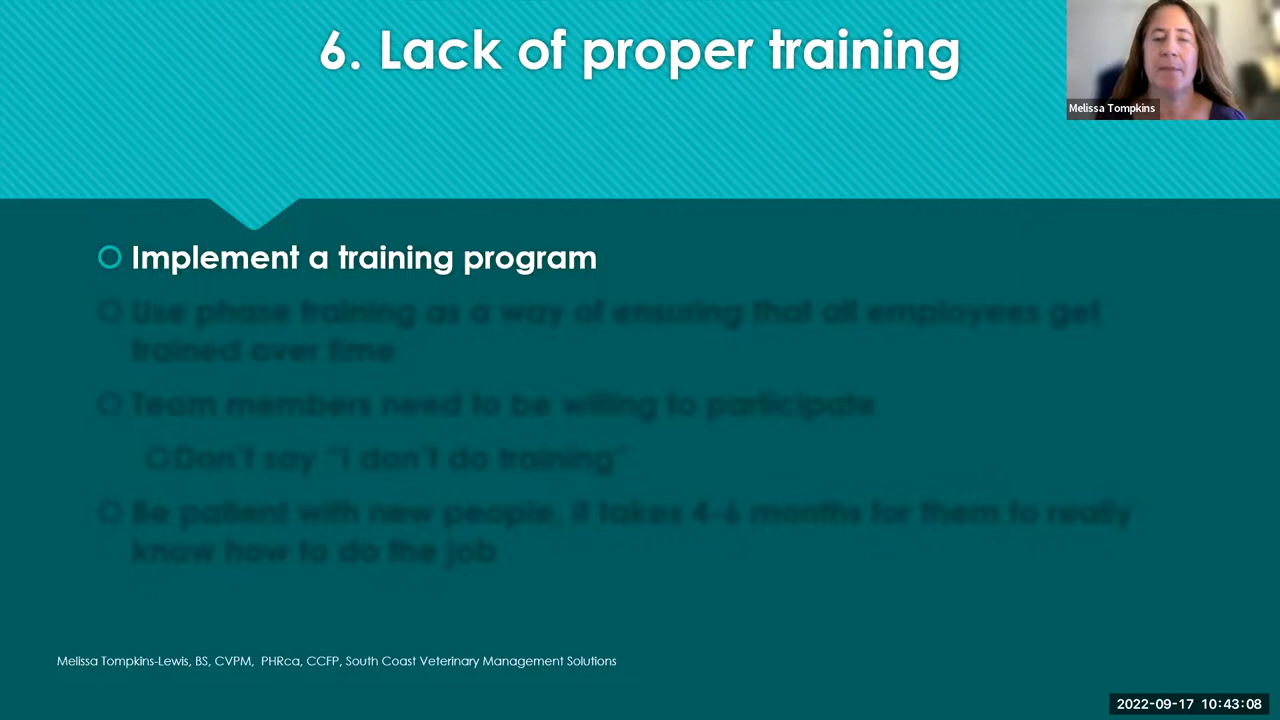 6. Lack of proper training
Melissa Tompkins
Implement a training program
Use phase training as a way of ensuring that all employees get
trained over time
Team members need to be willing to participate
Don't say "I don't do training"
Be patient with new people, it takes 4-6 months for them to really
know how to do the job
Melissa Tompkins-Lewis, BS, CVPM,  PHRca, CCFP, South Coast Veterinary Management Solutions
2022-09-17 10:43:08